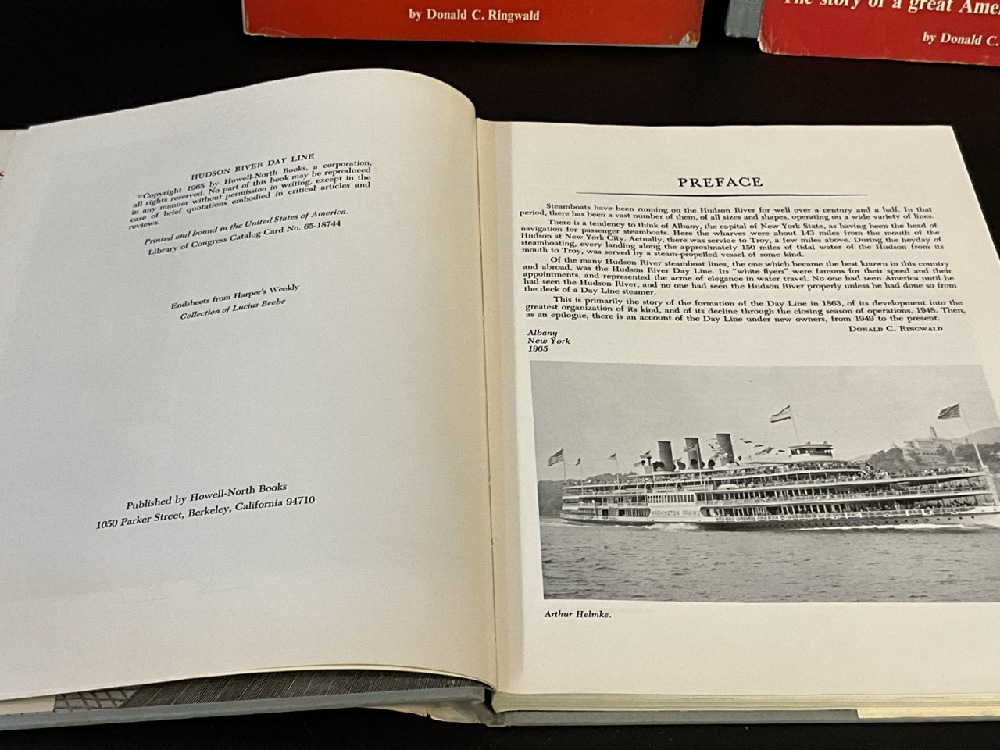 by Donald C. Ringwald
The story of a great Ame
by Donald C.
HUDSON RIVER DAY LINE
©Copyright 1965 by Howell-North Books, a corporation,
all rights reserved. No part of this book may be reproduced
in any manner without permission in writing, except in the
case of brief quotations embodied in critical articles and
reviews.
Printed and bound in the United States of America.
Library of Congress Catalog Card No. 65-18744
Endsheets from Harper's Weekly
Collection of Lucius Beebe
Published by Howell-North Books
1050 Parker Street, Berkeley, California 94710
PREFACE
Steamboats have been running on the Hudson River for well over a century and a half. In that
period, there has been a vast number of them, of all sizes and shapes, operating on a wide variety of lines.
There is a tendency to think of Albany, the capital of New York State, as having been the head of
navigation for passenger steamboats. Here the wharves were about 145 miles from the mouth of the
Hudson at New York City. Actually, there was service to Troy, a few miles above. During the heyday of
steamboating, every landing along the approximately 150 miles of tidal water of the Hudson from its
mouth to Troy, was served by a steam-propelled vessel of some kind.
Of the many Hudson River steamboat lines, the one which became the best known in this country
and abroad, was the Hudson River Day Line. Its "white flyers" were famous for their speed and their
appointments, and represented the acme of elegance in water travel. No one had seen America until he
had seen the Hudson River, and no one had seen the Hudson River properly unless he had done so from
the deck of a Day Line steamer.
This is primarily the story of the formation of the Day Line in 1863, of its development into the
greatest organization of its kind, and of its decline through the closing season of operations, 1948. Then,
as an epilogue, there is an account of the Day Line under new owners, from 1949 to the present.
DONALD C. RINGWALD
Albany
New York
1965
Arthur Helmke.